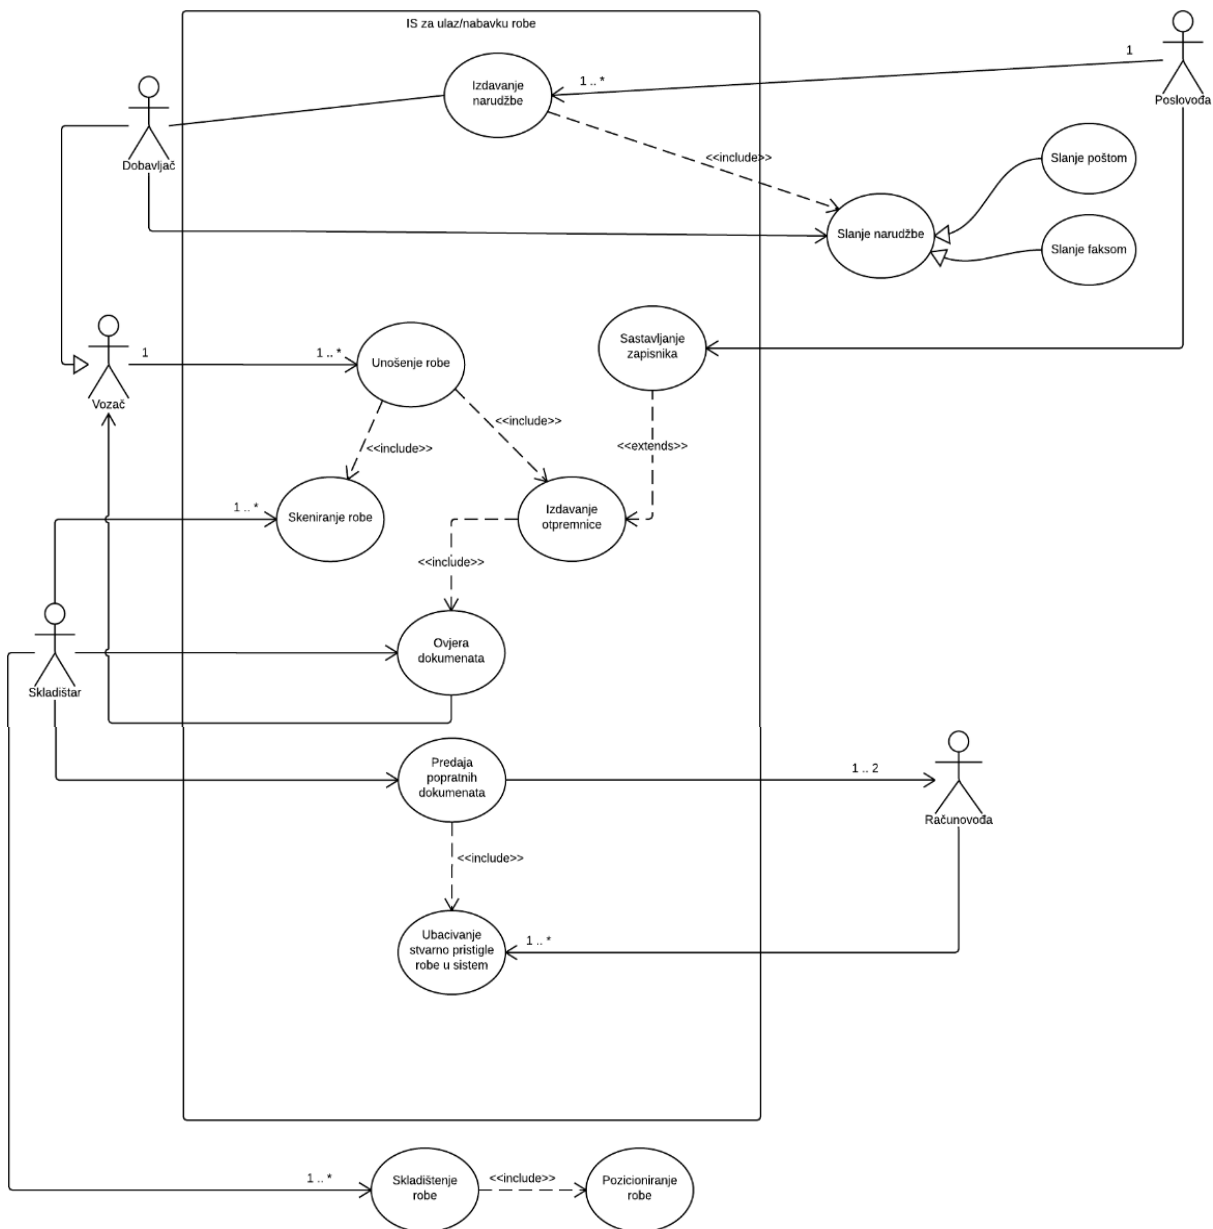 IS za ulaz/nabavku robe
Izdavanje
narudžbe
1 .. *
1
Poslovođa
Dobavljač
<<include>>
Slanje poštom
Slanje narudžbe
Slanje faksom
Vozač
1
1 .. *
Unošenje robe
Sastavljanje
zapisnika
<<include>>
<<include>>
<<extends>>
1 .. *
Skeniranje robe
Izdavanje
otpremnice
<<include>>
Skladištar
Ovjera
dokumenata
Predaja
popratnih
dokumenata
1 .. 2
Računovođa
<<include>>
Ubacivanje
stvarno pristigle
robe u sistem
1 .. *
1 .. *
Skladištenje
robe
<<include>>
Pozicioniranje
robe